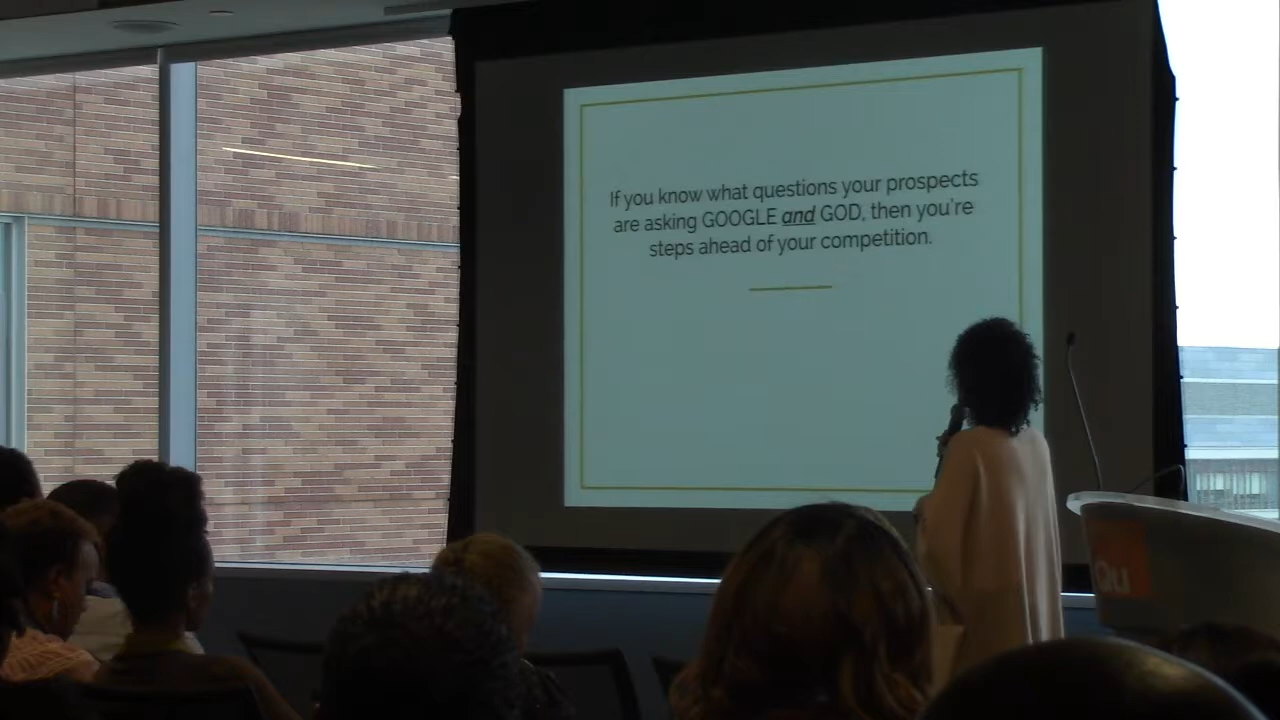 If you know what questions your prospects
are asking GOOGLE and GOD, then you're
steps ahead of your competition.
Qu